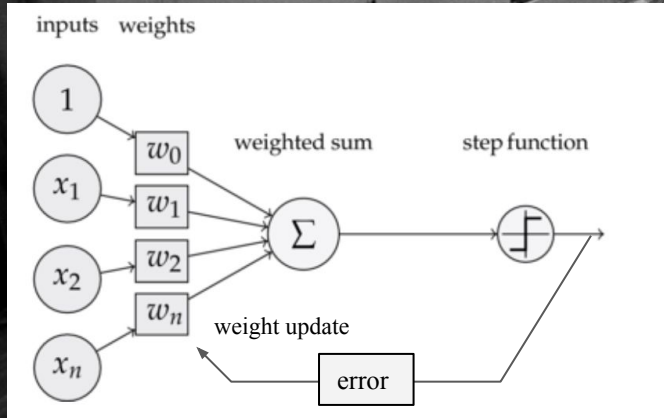 inputs weights
1
w₀
weighted sum
step function
x₁
w₁
Σ
x₂
w₂
wₙ
weight update
xₙ
error